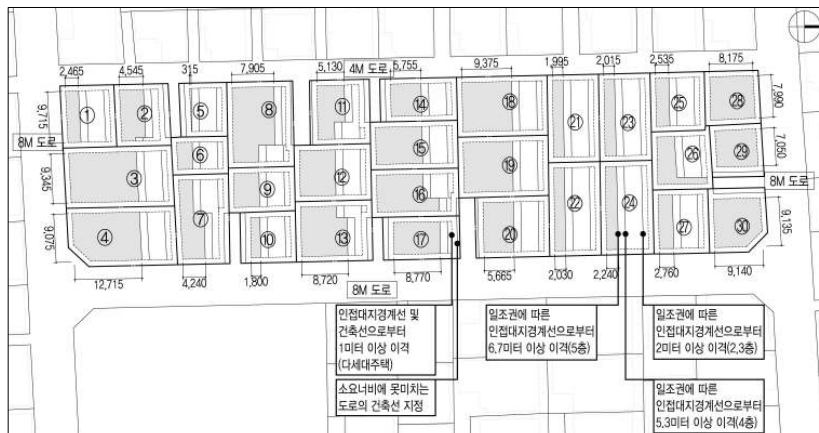 2,465
4,545
315
7,905
5,130
4M 도로
5,755
9,375
1,995
2,015
2,535
8,175
9,715
8M 도로
9,345
9,075
① ② ③ ④ ⑤ ⑥ ⑦ ⑧ ⑨ ⑩ ⑪ ⑫ ⑬ ⑭ ⑮ ⑯ ⑰ ⑱ ⑲ ⑳ ㉑ ㉒ ㉓ ㉔ ㉕ ㉖ ㉗ ㉘ ㉙ ㉚
7,990
7,050
8M 도로
9,135
12,715
4,240
1,800
8,720
8,770
5,665
2,030
2,240
2,760
9,140
8M 도로
인접대지경계선 및
건축선으로부터
1미터 이상 이격
(다세대주택)
소요너비에 못미치는
도로의 건축선 지정
일조권에 따른
인접대지경계선으로부터
6.7미터 이상 이격(5층)
일조권에 따른
인접대지경계선으로부터
2미터 이상 이격(2,3층)
일조권에 따른
인접대지경계선으로부터
5.3미터 이상 이격(4층)